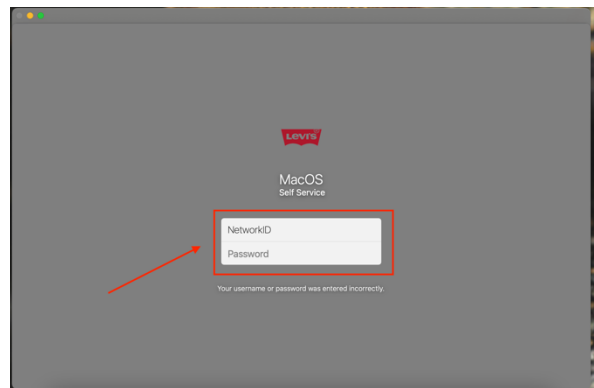 Levi's
MacOS
Self Service
NetworkID
Password
Your username or password was entered incorrectly.